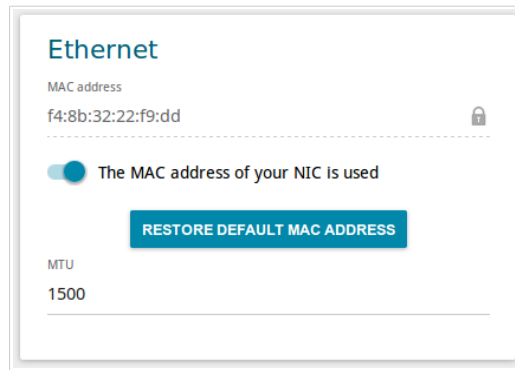 Ethernet
MAC address
f4:8b:32:22:f9:dd
The MAC address of your NIC is used
RESTORE DEFAULT MAC ADDRESS
MTU
1500